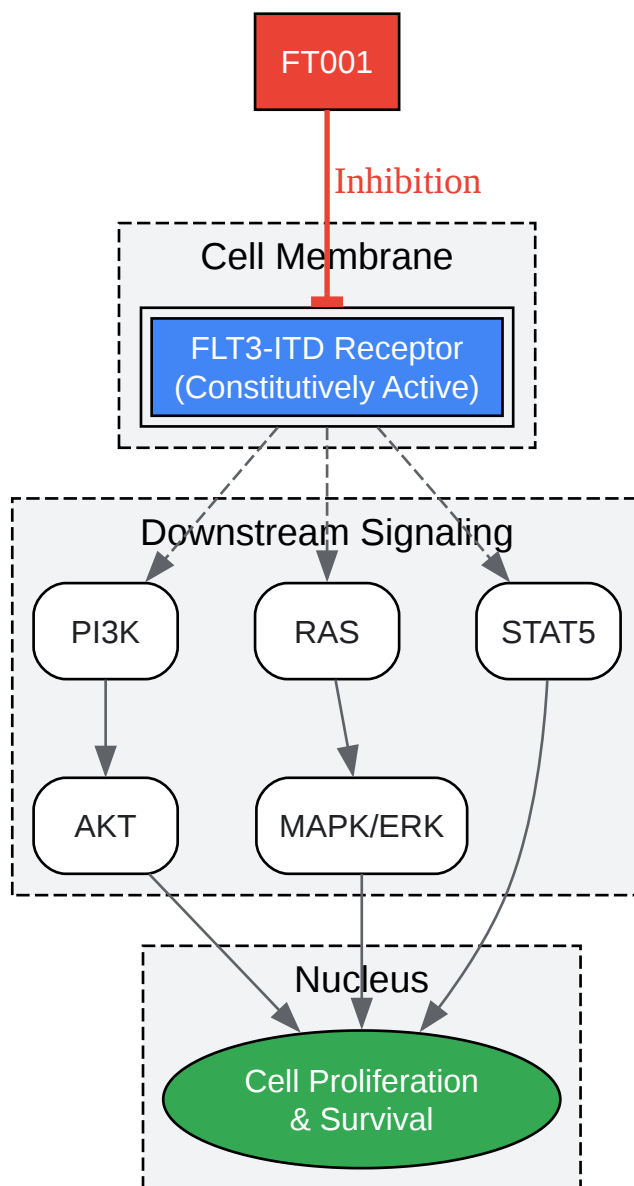 FT001
Inhibition
Cell Membrane
FLT3-ITD Receptor
(Constitutively Active)
Downstream Signaling
PI3K
RAS
STAT5
AKT
MAPK/ERK
Nucleus
Cell Proliferation
& Survival